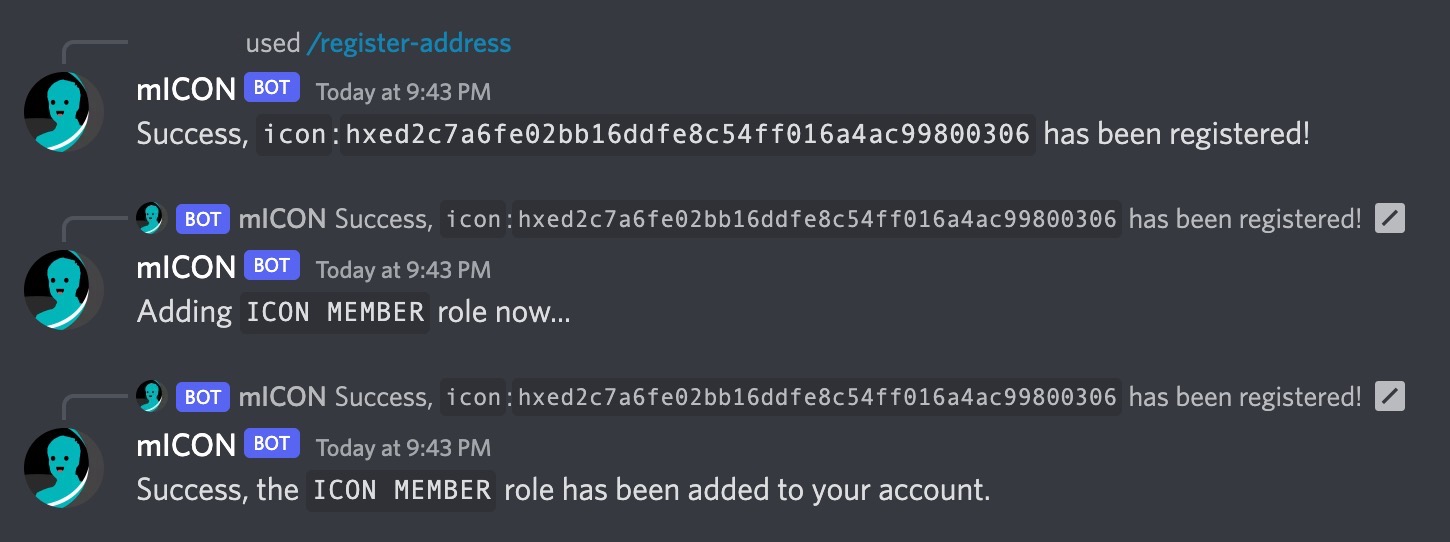 used /register-address
mICON BOT Today at 9:43 PM
Success, icon:hxed2c7a6fe02bb16ddfe8c54ff016a4ac99800306 has been registered!
BOT mICON Success, icon:hxed2c7a6fe02bb16ddfe8c54ff016a4ac99800306 has been registered!
mICON BOT Today at 9:43 PM
Adding ICON MEMBER role now...
BOT mICON Success, icon:hxed2c7a6fe02bb16ddfe8c54ff016a4ac99800306 has been registered!
mICON BOT Today at 9:43 PM
Success, the ICON MEMBER role has been added to your account.